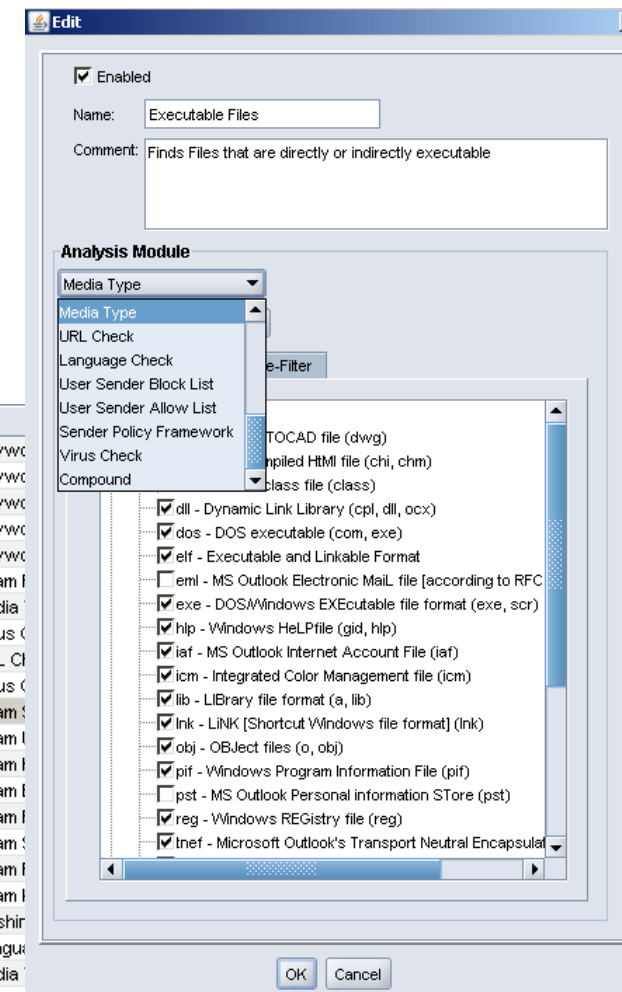 Edit
Enabled
Name: Executable Files
Comment: Finds Files that are directly or indirectly executable
Analysis Module
Media Type
Media Type
URL Check
Language Check
User Sender Block List
User Sender Allow List
Sender Policy Framework
Virus Check
Compound
e-Filter
TOCAD file (dwg)
piled HtMl file (chi, chm)
class file (class)
dll - Dynamic Link Library (cpl, dll, ocx)
dos - DOS executable (com, exe)
elf - Executable and Linkable Format
eml - MS Outlook Electronic MaiL file [according to RFC
exe - DOS/Windows EXEcutable file format (exe, scr)
hlp - Windows HeLPfile (gid, hlp)
iaf - MS Outlook Internet Account File (iaf)
icm - Integrated Color Management file (icm)
lib - LIBrary file format (a, lib)
lnk - LiNK [Shortcut Windows file format] (lnk)
obj - OBJect files (o, obj)
pif - Windows Program Information File (pif)
pst - MS Outlook Personal information STore (pst)
reg - Windows REGistry file (reg)
tnef - Microsoft Outlook's Transport Neutral Encapsulat
OK Cancel